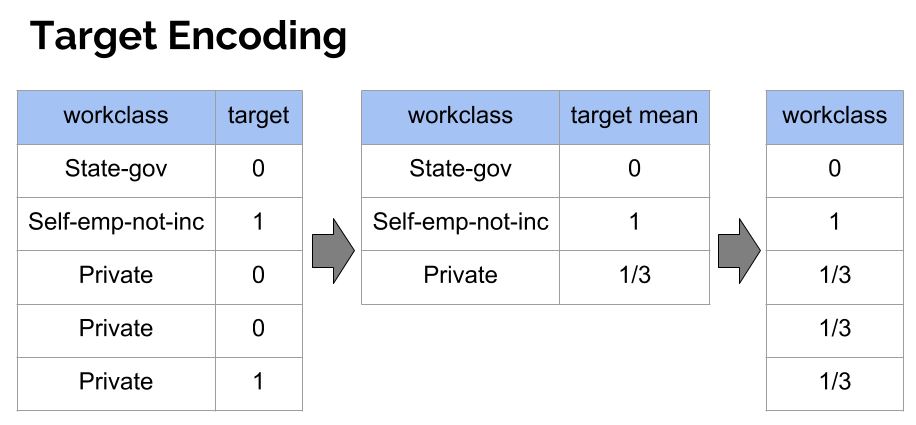 Target Encoding
workclass target
State-gov 0
Self-emp-not-inc 1
Private 0
Private 0
Private 1
workclass target mean
State-gov 0
Self-emp-not-inc 1
Private 1/3
workclass
0
1
1/3
1/3
1/3